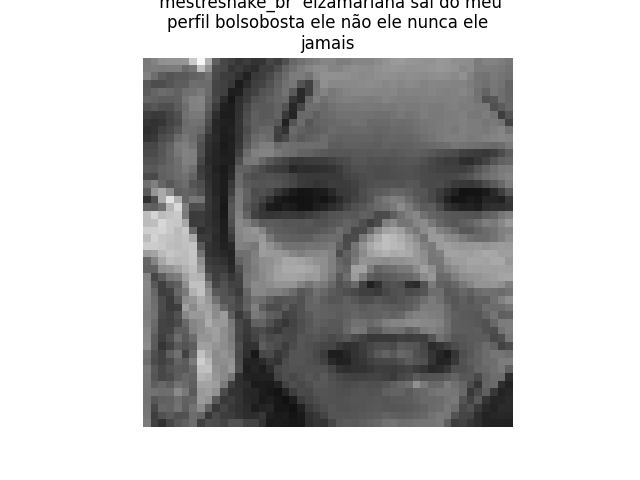 mestreshake_br elzamariana sai do meu
perfil bolsobosta ele não ele nunca ele
jamais